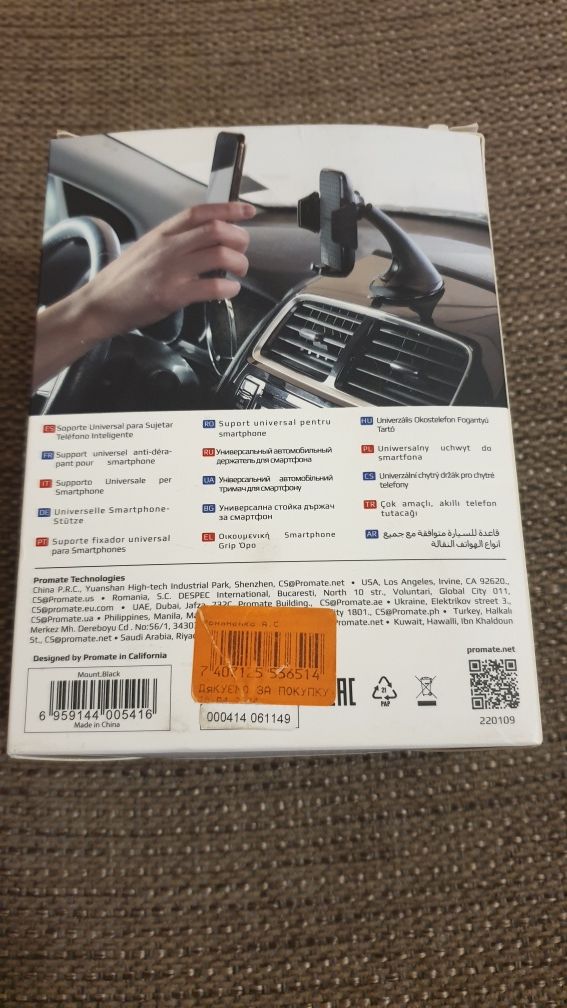 ES Soporte Universal para Sujetar
Teléfono Inteligente
FR Support universel anti-déra-
pant pour smartphone
IT Supporto Universale per
Smartphone
DE Universelle Smartphone-
Stütze
PT Suporte fixador universal
para Smartphones
RO Suport universal pentru
smartphone
RU Универсальный автомобильный
держатель для смартфона
UA Універсальний автомобільний
тримач для смартфону
BG Универсална стойка държач
за смартфон
EL Οικουμενική Smartphone
Grip Όρο
HU Univerzális Okostelefon Fogantyú
Tartó
PL Uniwersalny uchwyt do
smartfona
CS Univerzální chytrý držák pro chytré
telefony
TR Çok amaçlı, akıllı telefon
tutacağı
AR قاعدة للسيارة متوافقة مع جميع
أنواع الهواتف النقالة
Promate Technologies
China P.R.C., Yuanshan High-tech Industrial Park, Shenzhen, CS@Promate.net • USA, Los Angeles, Irvine, CA 92620.,
CS@Promate.us • Romania, S.C. DESPEC International, Bucaresti, North 10 str., Voluntari, Global City 011,
CS@promate.eu.com • UAE, Dubai, Jafza, Promate Building., CS@Promate.ae • Ukraine, Elektrikov street 3.,
CS@Promate.ua • Philippines, Manila, 1B01., CS@Promate.ph • Turkey, Halkalı
Merkez Mh. Dereboyu Cd . No:56/1, • Kuwait, Hawalli, Ibn Khaldoun
St., CS@promate.net • Saudi Arabia,
Designed by Promate in California
promate.net
Mount.Black
6 959144 005416
Made in China
7 407125 536514
ДЯКУЄМО ЗА ПОКУПКУ
000414 061149
EAC
21
PAP
220109